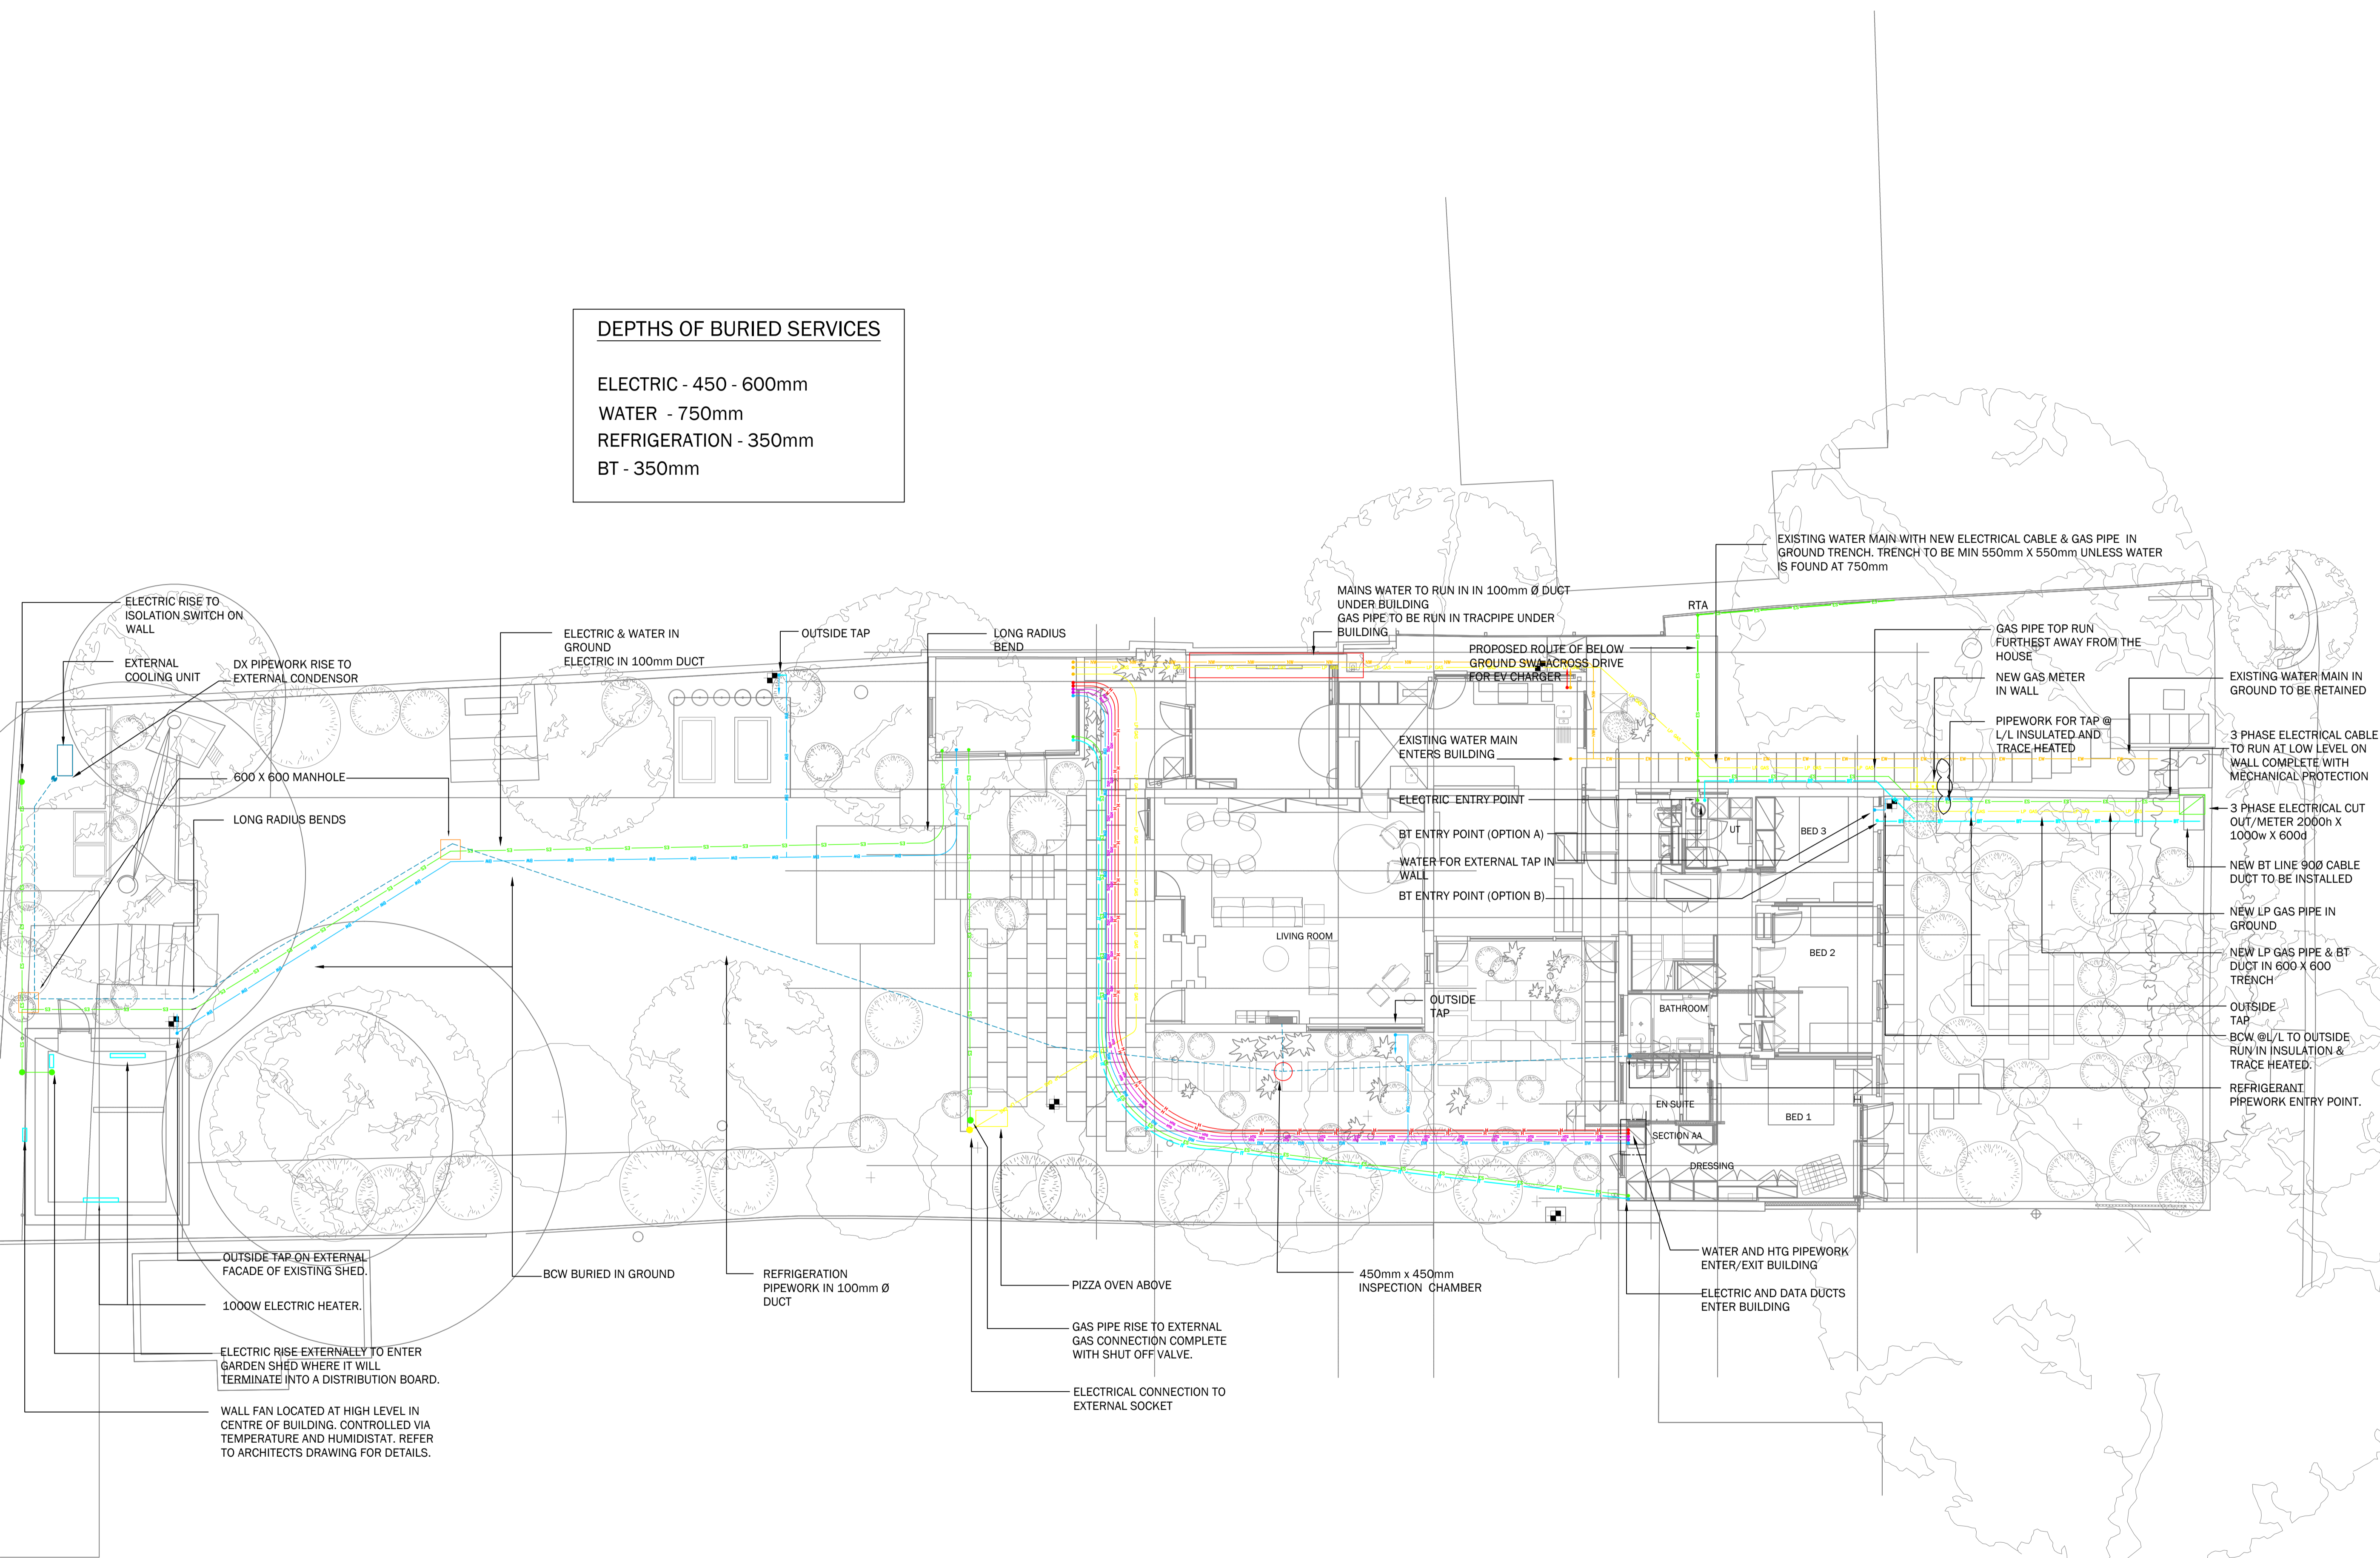 DEPTHS OF BURIED SERVICES
ELECTRIC - 450 - 600mm
WATER - 750mm
REFRIGERATION - 350mm
BT - 350mm
ELECTRIC RISE TO
ISOLATION SWITCH ON
WALL
EXTERNAL
COOLING UNIT
DX PIPEWORK RISE TO
EXTERNAL CONDENSOR
600 X 600 MANHOLE
LONG RADIUS BENDS
ELECTRIC & WATER IN
GROUND
ELECTRIC IN 100mm DUCT
OUTSIDE TAP
LONG RADIUS
BEND
MAINS WATER TO RUN IN IN 100mm Ø DUCT
UNDER BUILDING
GAS PIPE TO BE RUN IN TRACPIPE UNDER
BUILDING
PROPOSED ROUTE OF BELOW
GROUND SWA ACROSS DRIVE
FOR EV CHARGER
RTA
EXISTING WATER MAIN WITH NEW ELECTRICAL CABLE & GAS PIPE IN
GROUND TRENCH. TRENCH TO BE MIN 550mm X 550mm UNLESS WATER
IS FOUND AT 750mm
GAS PIPE TOP RUN
FURTHEST AWAY FROM THE
HOUSE
NEW GAS METER
IN WALL
PIPEWORK FOR TAP @
L/L INSULATED AND
TRACE HEATED
EXISTING WATER MAIN IN
GROUND TO BE RETAINED
3 PHASE ELECTRICAL CABLE
TO RUN AT LOW LEVEL ON
WALL COMPLETE WITH
MECHANICAL PROTECTION
3 PHASE ELECTRICAL CUT
OUT/METER 2000h X
1000w X 600d
NEW BT LINE 90Ø CABLE
DUCT TO BE INSTALLED
NEW LP GAS PIPE IN
GROUND
NEW LP GAS PIPE & BT
DUCT IN 600 X 600
TRENCH
OUTSIDE
TAP
BCW @L/L TO OUTSIDE
RUN IN INSULATION &
TRACE HEATED.
REFRIGERANT
PIPEWORK ENTRY POINT.
EXISTING WATER MAIN
ENTERS BUILDING
ELECTRIC ENTRY POINT
BT ENTRY POINT (OPTION A)
WATER FOR EXTERNAL TAP IN
WALL
BT ENTRY POINT (OPTION B)
UT
BED 3
LIVING ROOM
BED 2
OUTSIDE
TAP
BATHROOM
EN SUITE
BED 1
SECTION AA
DRESSING
OUTSIDE TAP ON EXTERNAL
FACADE OF EXISTING SHED.
1000W ELECTRIC HEATER.
ELECTRIC RISE EXTERNALLY TO ENTER
GARDEN SHED WHERE IT WILL
TERMINATE INTO A DISTRIBUTION BOARD.
WALL FAN LOCATED AT HIGH LEVEL IN
CENTRE OF BUILDING. CONTROLLED VIA
TEMPERATURE AND HUMIDISTAT. REFER
TO ARCHITECTS DRAWING FOR DETAILS.
BCW BURIED IN GROUND
REFRIGERATION
PIPEWORK IN 100mm Ø
DUCT
PIZZA OVEN ABOVE
GAS PIPE RISE TO EXTERNAL
GAS CONNECTION COMPLETE
WITH SHUT OFF VALVE.
ELECTRICAL CONNECTION TO
EXTERNAL SOCKET
450mm x 450mm
INSPECTION CHAMBER
WATER AND HTG PIPEWORK
ENTER/EXIT BUILDING
ELECTRIC AND DATA DUCTS
ENTER BUILDING